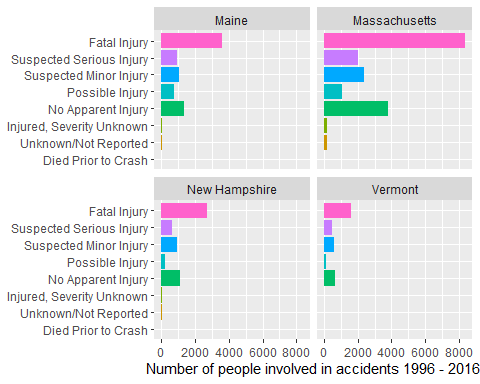 Maine
Massachusetts
Fatal Injury
Suspected Serious Injury
Suspected Minor Injury
Possible Injury
No Apparent Injury
Injured, Severity Unknown
Unknown/Not Reported
Died Prior to Crash
New Hampshire
Vermont
Fatal Injury
Suspected Serious Injury
Suspected Minor Injury
Possible Injury
No Apparent Injury
Injured, Severity Unknown
Unknown/Not Reported
Died Prior to Crash
0 2000 4000 6000 8000 0 2000 4000 6000 8000
Number of people involved in accidents 1996 - 2016